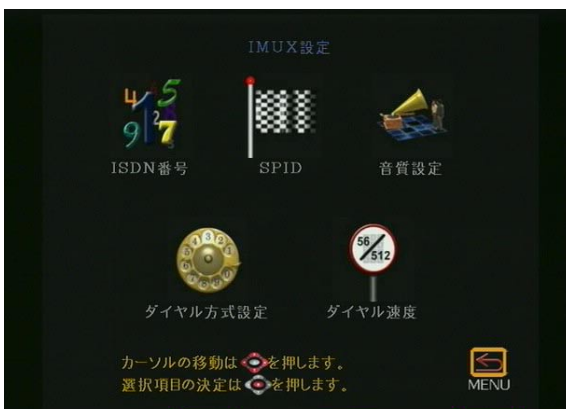 IMUX設定
ISDN番号
SPID
音質設定
56/512
ダイヤル方式設定
ダイヤル速度
カーソルの移動はを押します。
選択項目の決定はを押します。
MENU